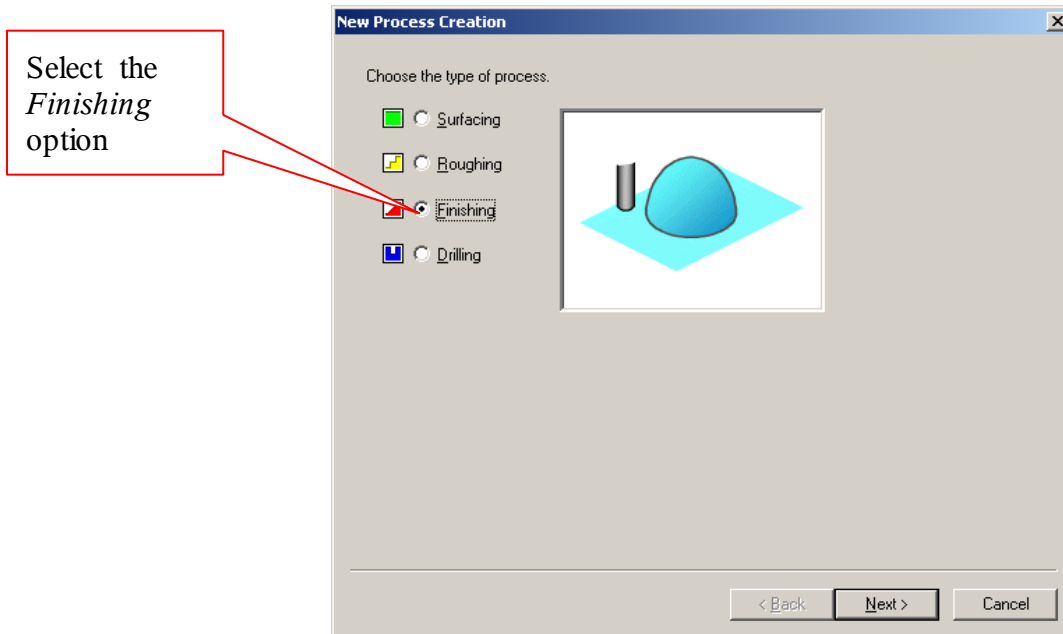 New Process Creation
Select the
Finishing
option
Choose the type of process.
Surfacing
Roughing
Finishing
Drilling
< Back
Next >
Cancel